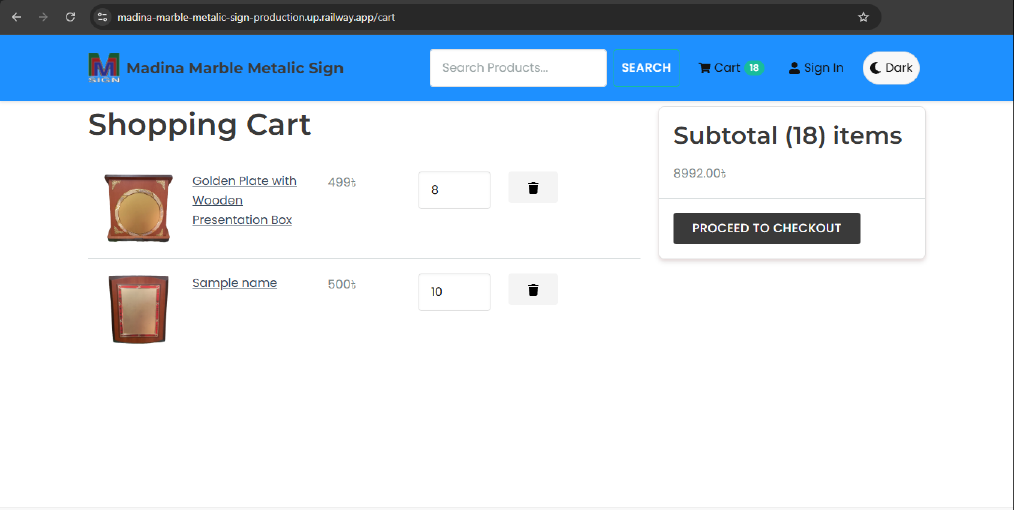 madina-marble-metalic-sign-production.up.railway.app/cart
M
SIGN
Madina Marble Metalic Sign
Search Products...
SEARCH
Cart 18
Sign In
Dark
Shopping Cart
Golden Plate with
Wooden
Presentation Box
499৳
8
Sample name
500৳
10
Subtotal (18) items
8992.00৳
PROCEED TO CHECKOUT